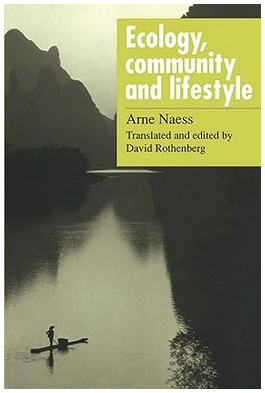 Ecology,
community
and lifestyle
Arne Naess
Translated and edited by
David Rothenberg